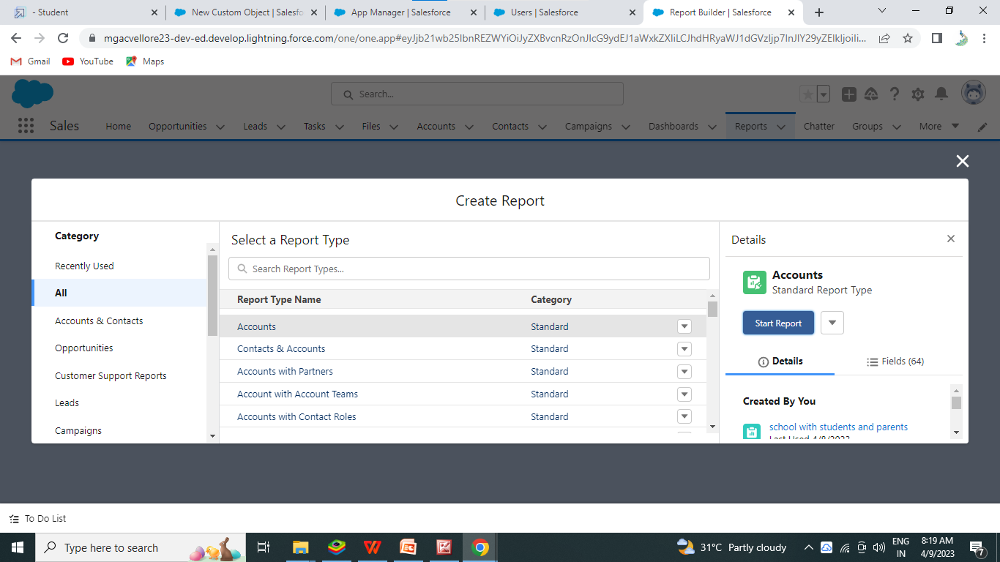 - Student
New Custom Object | Salesfo
App Manager | Salesforce
Users | Salesforce
Report Builder | Salesforce
mgacvellore23-dev-ed.develop.lightning.force.com/one/one.app#
Gmail
YouTube
Maps
Search...
Sales
Home
Opportunities
Leads
Tasks
Files
Accounts
Contacts
Campaigns
Dashboards
Reports
Chatter
Groups
More
Create Report
Category
Recently Used
All
Accounts & Contacts
Opportunities
Customer Support Reports
Leads
Campaigns
Select a Report Type
Search Report Types...
Report Type Name Category
Accounts Standard
Contacts & Accounts Standard
Accounts with Partners Standard
Account with Account Teams Standard
Accounts with Contact Roles Standard
Details
Accounts
Standard Report Type
Start Report
Details
Fields (64)
Created By You
school with students and parents
Last Used 4/8/2023
To Do List
Type here to search
31°C Partly cloudy
ENG
IN
8:19 AM
4/9/2023
7